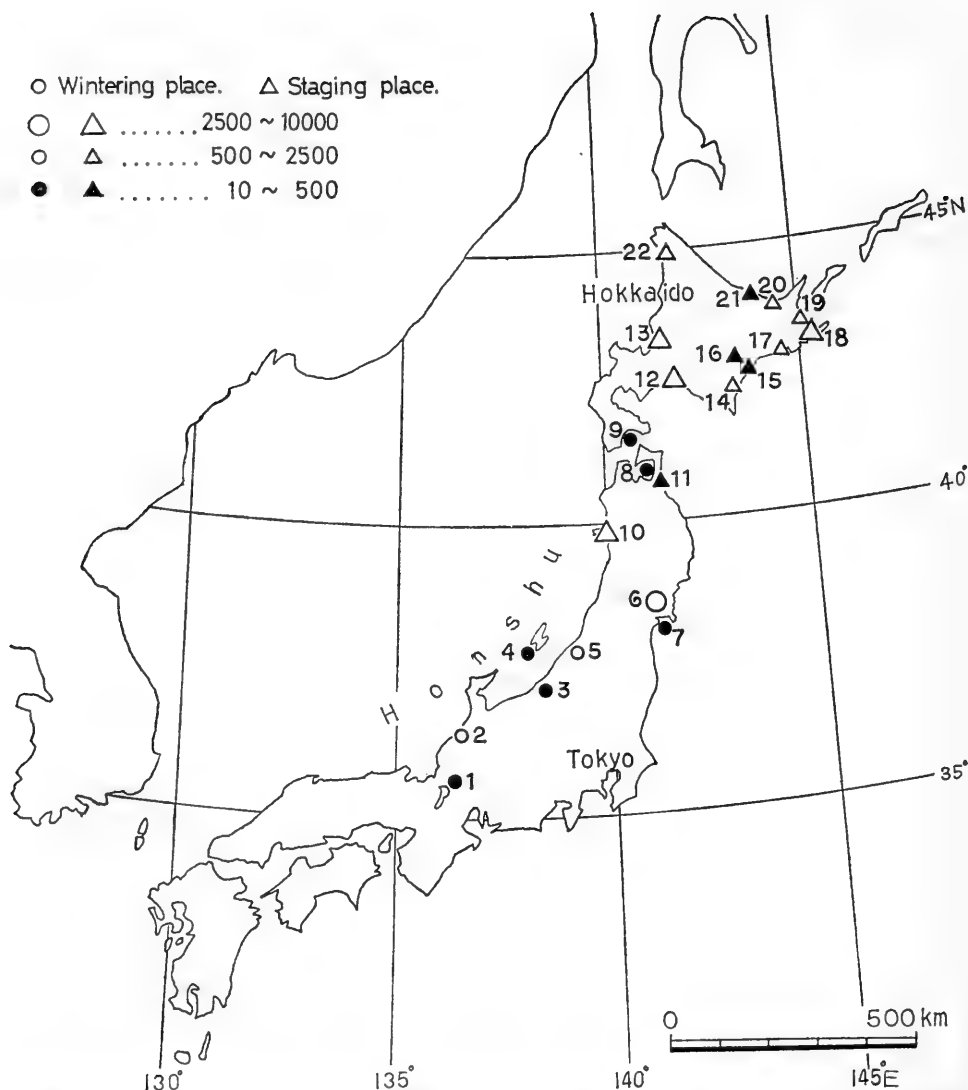 ○ Wintering place. △ Staging place.
○ △ ....... 2500 ~ 10000
○ △ ....... 500 ~ 2500
● ▲ ....... 10 ~ 500
45°N
22
Hokkaido
21
20
19
18
17
16
15
14
13
12
9
8
11
40°
10
6
7
Honshu
4
5
3
2
Tokyo
1
35°
0 500 km
130°
135°
140°
145°E